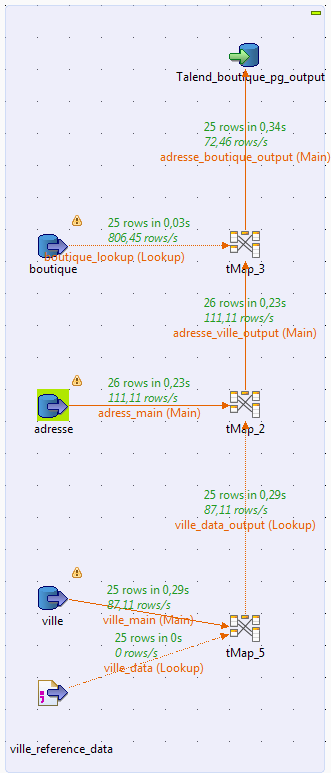 Talend_boutique_pg_output
25 rows in 0,34s
72,46 rows/s
adresse_boutique_output (Main)
25 rows in 0,03s
806,45 rows/s
boutique_lookup (Lookup)
boutique
tMap_3
26 rows in 0,23s
111,11 rows/s
adresse_ville_output (Main)
26 rows in 0,23s
111,11 rows/s
adress_main (Main)
adresse
tMap_2
25 rows in 0,29s
87,11 rows/s
ville_data_output (Lookup)
25 rows in 0,29s
87,11 rows/s
ville_main (Main)
ville
25 rows in 0s
0 rows/s
ville_data (Lookup)
tMap_5
ville_reference_data